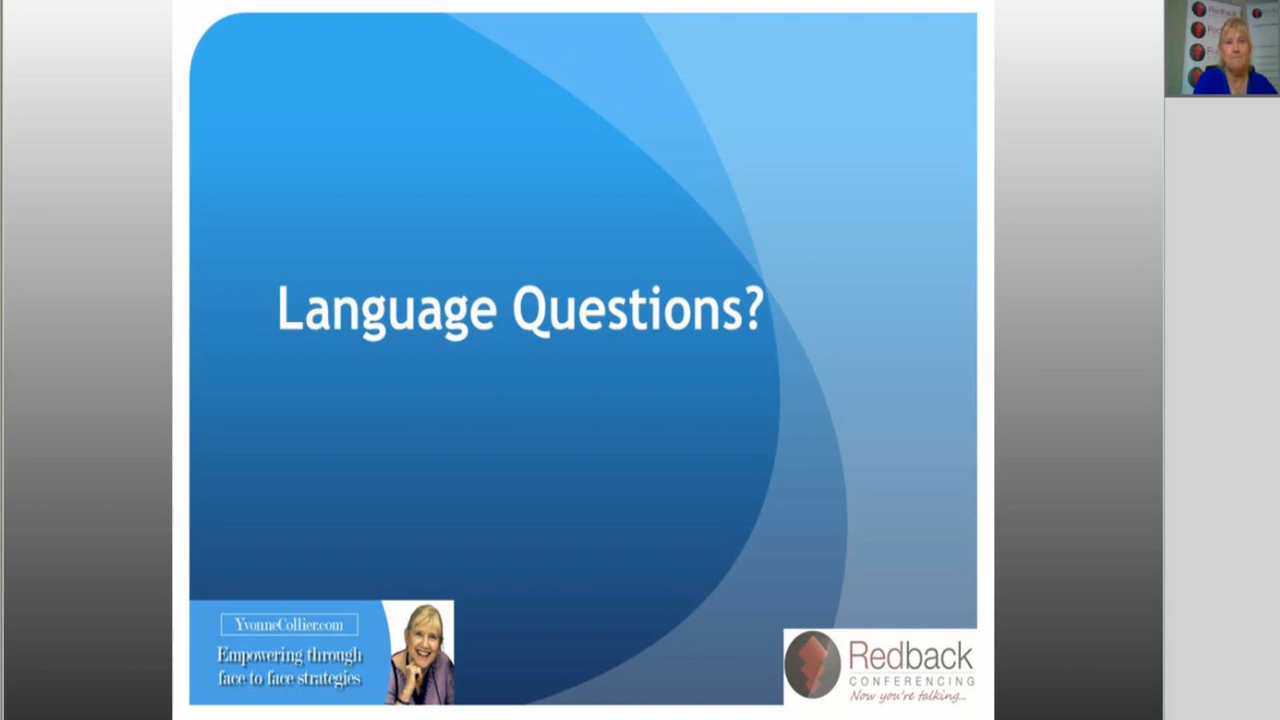 Language Questions?
YvonneCollier.com
Empowering through
face to face strategies
Redback
CONFERENCING
Now you're talking...